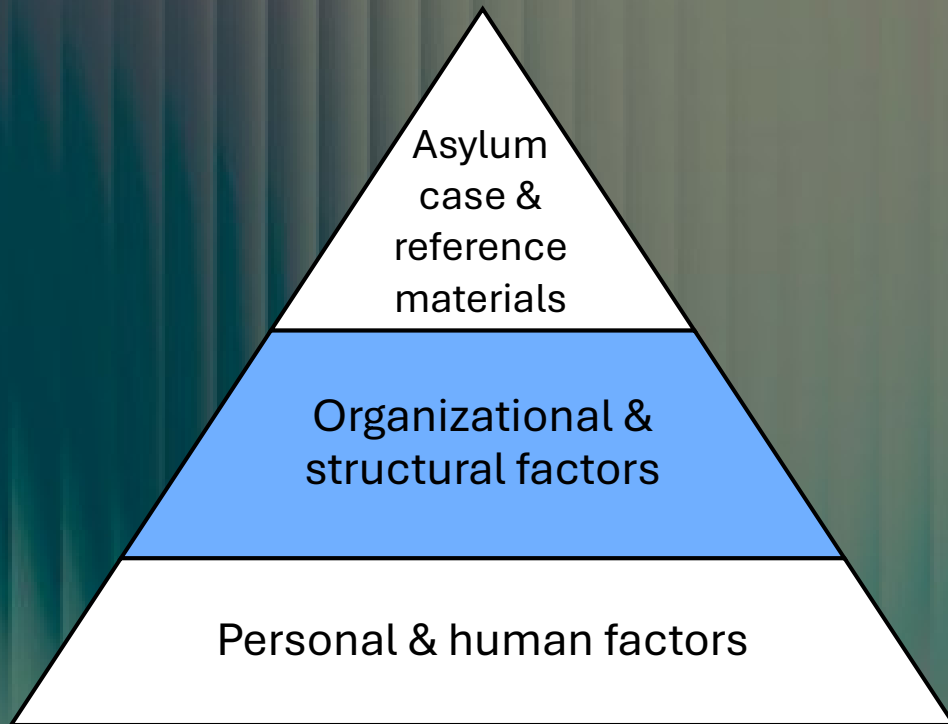 Asylum
case &
reference
materials
Organizational &
structural factors
Personal & human factors